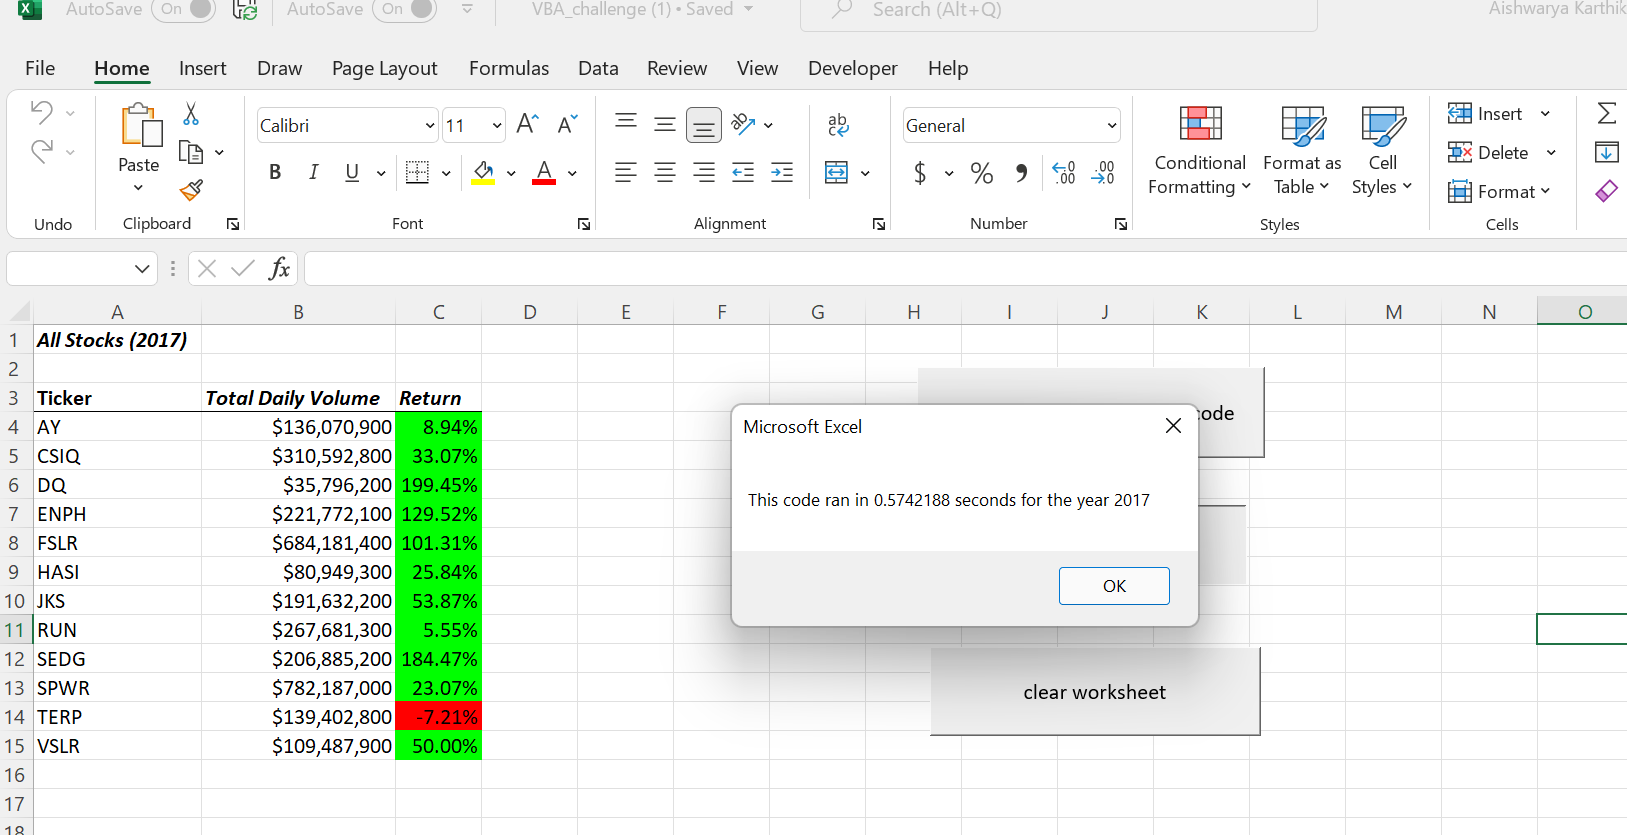 AutoSave On AutoSave On VBA_challenge (1) • Saved Search (Alt+Q) Aishwarya Karthik
File Home Insert Draw Page Layout Formulas Data Review View Developer Help
Calibri 11 ab General Insert
Paste B I U A $ % .00 .00 Conditional Format as Cell Delete
Formatting Table Styles Format
Undo Clipboard Font Alignment Number Styles Cells
fx
A B C D E F G H I J K L M N O
1 All Stocks (2017)
2
3 Ticker Total Daily Volume Return
4 AY $136,070,900 8.94%
5 CSIQ $310,592,800 33.07%
6 DQ $35,796,200 199.45%
7 ENPH $221,772,100 129.52%
8 FSLR $684,181,400 101.31%
9 HASI $80,949,300 25.84%
10 JKS $191,632,200 53.87%
11 RUN $267,681,300 5.55%
12 SEDG $206,885,200 184.47%
13 SPWR $782,187,000 23.07%
14 TERP $139,402,800 -7.21%
15 VSLR $109,487,900 50.00%
16
17
18
code
Microsoft Excel
This code ran in 0.5742188 seconds for the year 2017
OK
clear worksheet